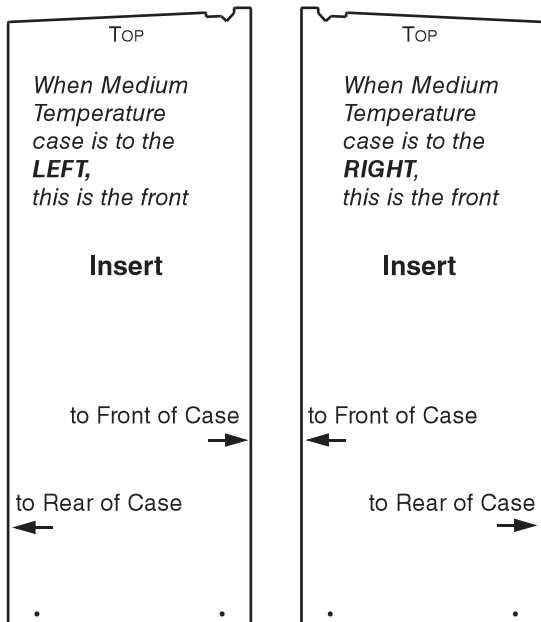 TOP
When Medium
Temperature
case is to the
LEFT,
this is the front
Insert
to Front of Case
to Rear of Case
TOP
When Medium
Temperature
case is to the
RIGHT,
this is the front
Insert
to Front of Case
to Rear of Case